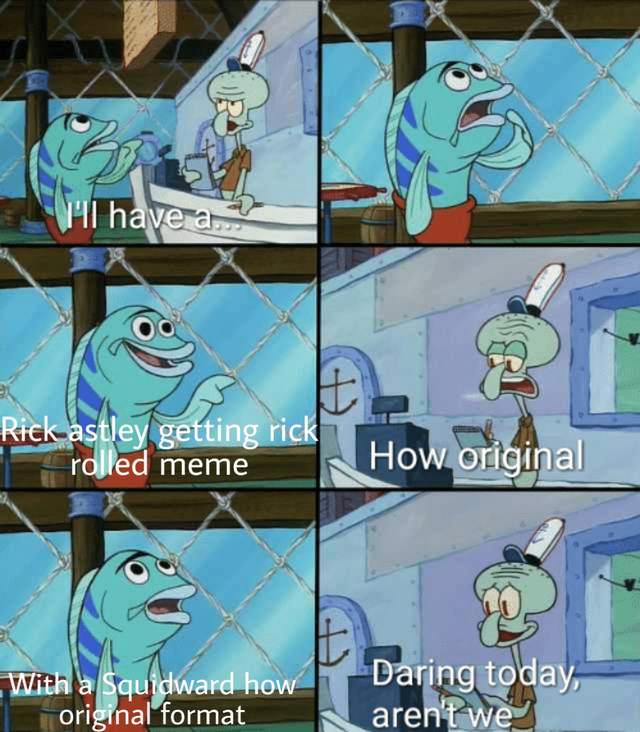 I'll have a...
Rick astley getting rick
rolled meme
How original
With a Squidward how
original format
Daring today,
aren't we